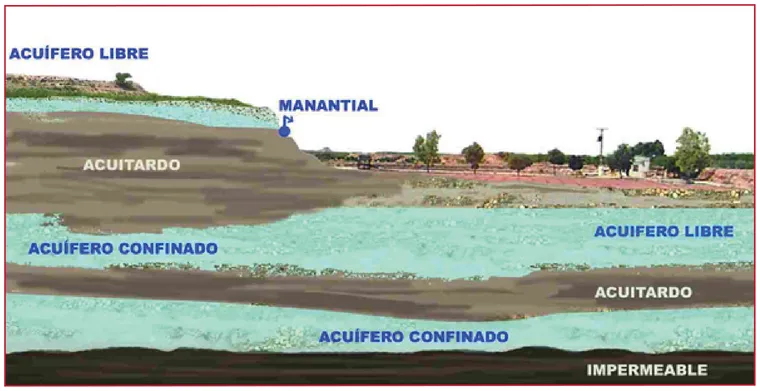 ACUÍFERO LIBRE
MANANTIAL
ACUITARDO
ACUIFERO LIBRE
ACUÍFERO CONFINADO
ACUITARDO
ACUÍFERO CONFINADO
IMPERMEABLE